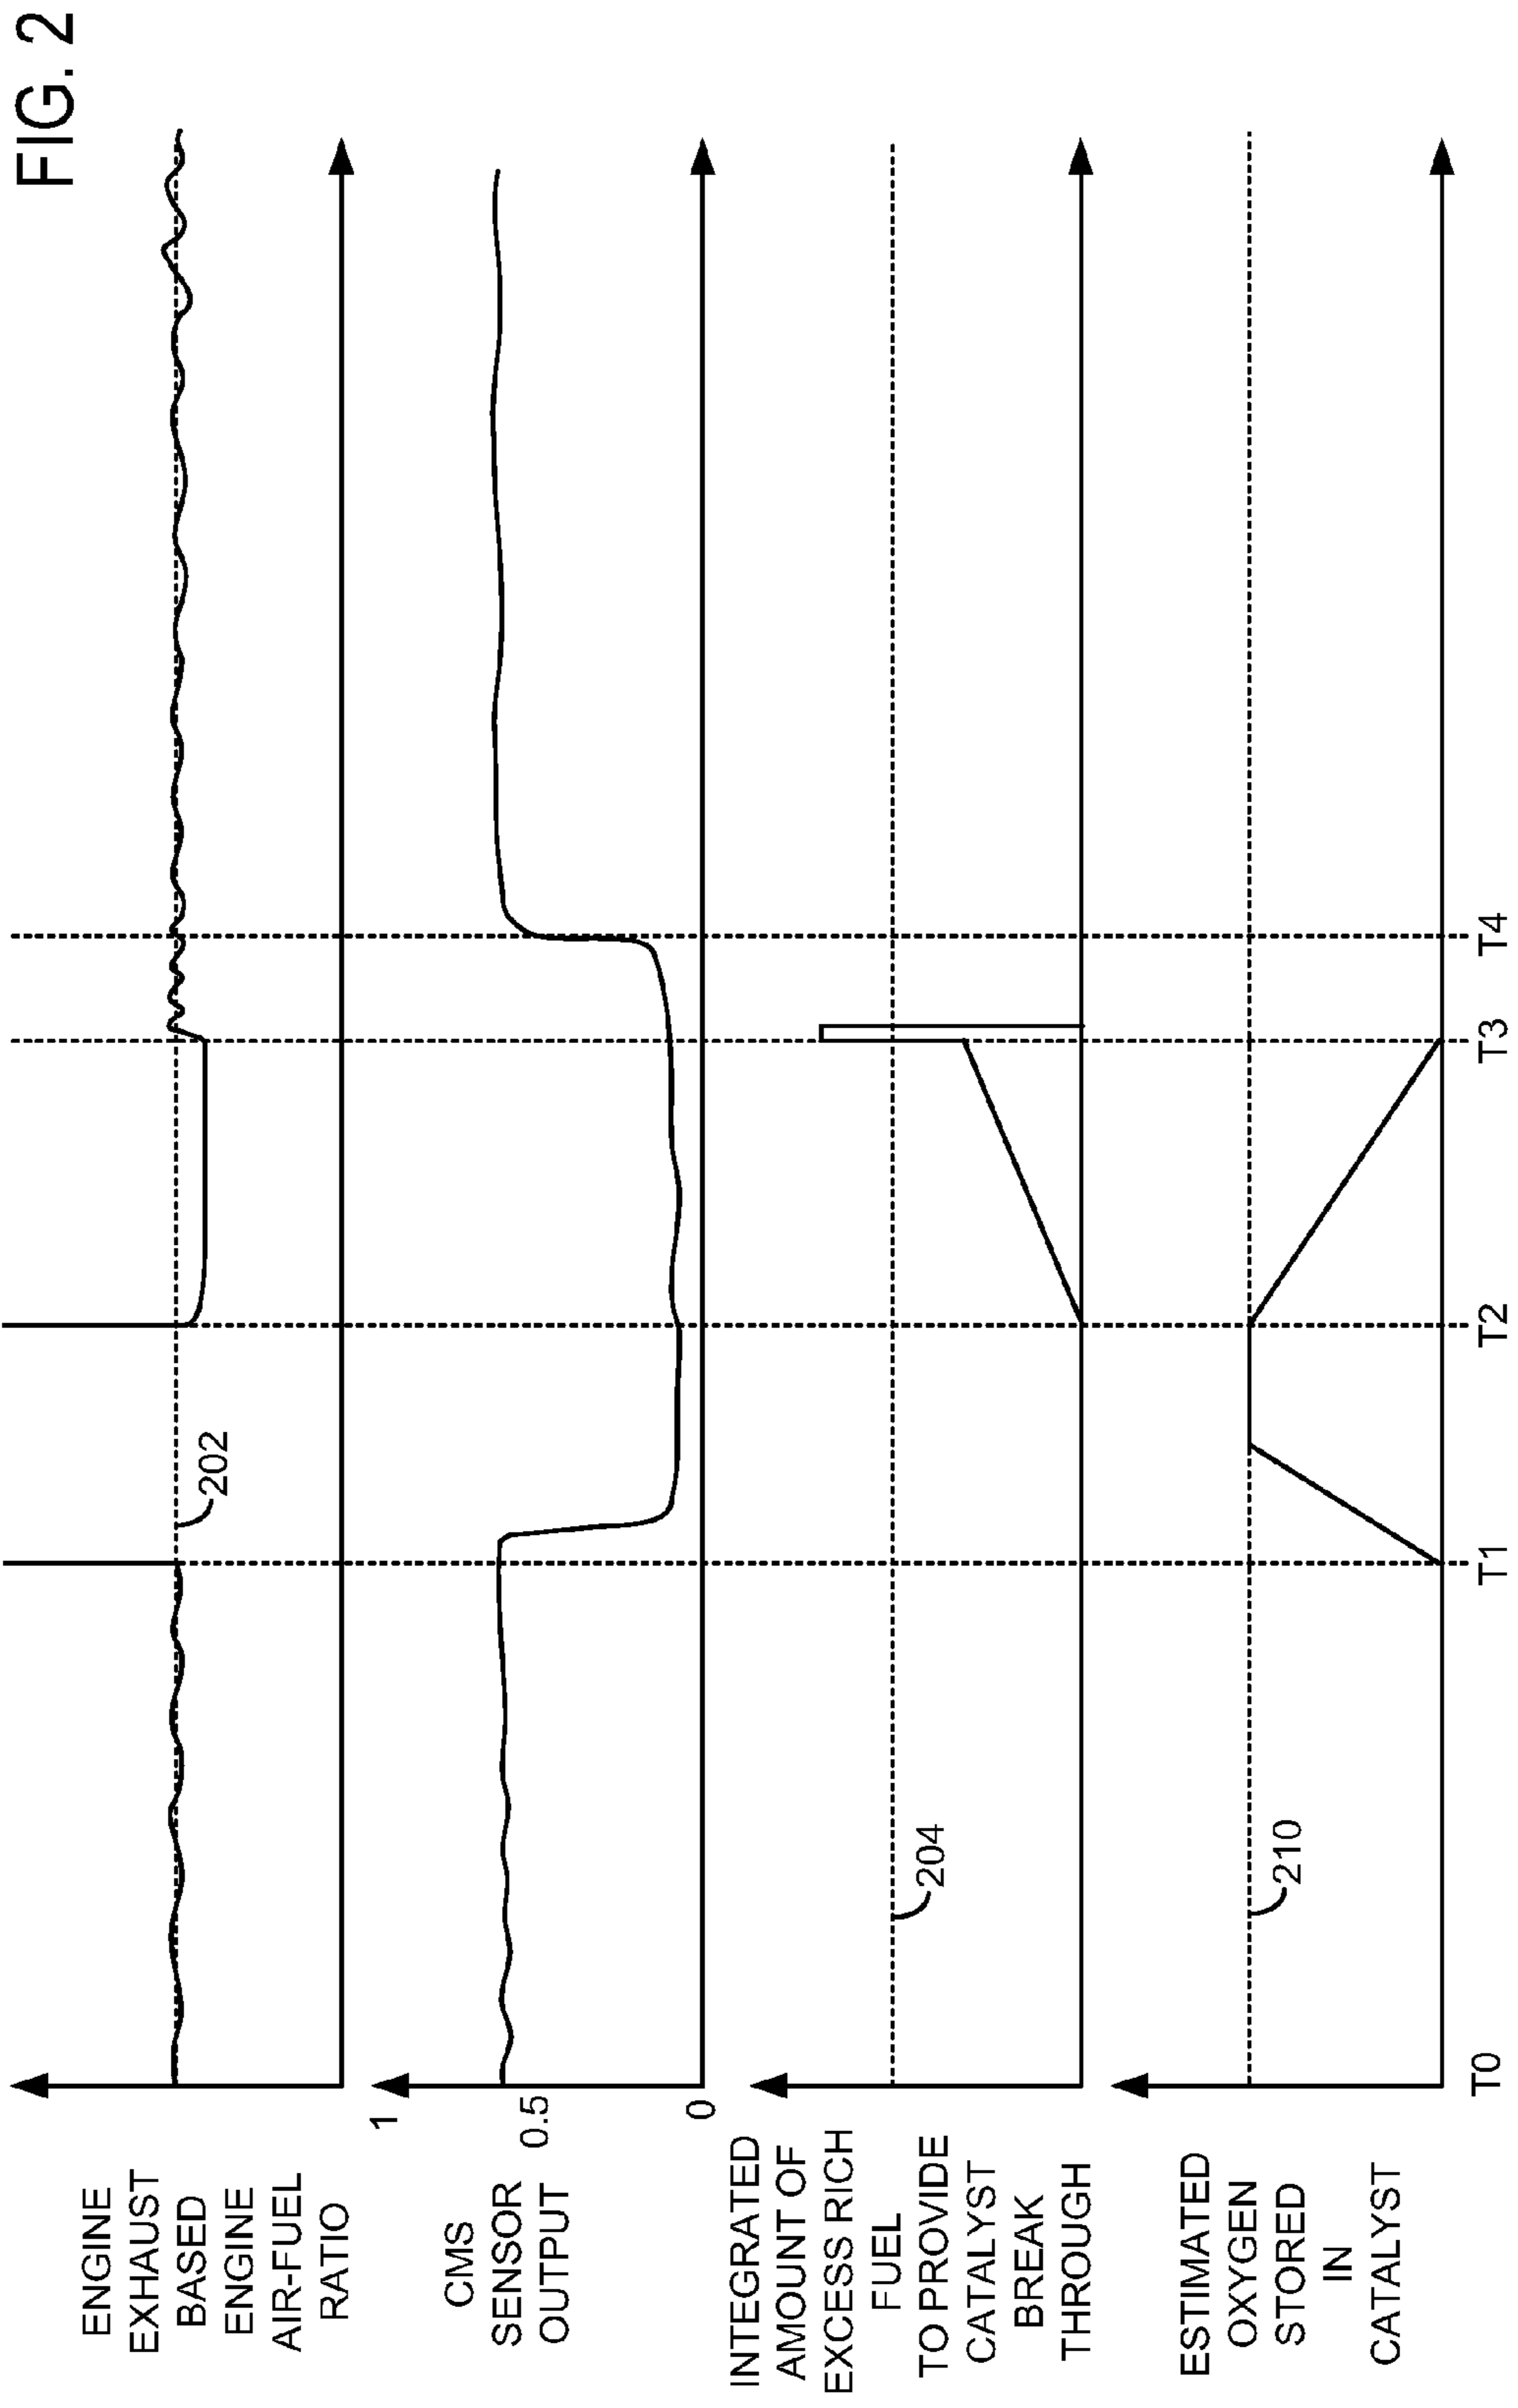 FIG. 2
ENGINE
EXHAUST
BASED
ENGINE
AIR-FUEL
RATIO
202
CMS
SENSOR
OUTPUT
1
0.5
0
INTEGRATED
AMOUNT OF
EXCESS RICH
FUEL
TO PROVIDE
CATALYST
BREAK
THROUGH
204
ESTIMATED
OXYGEN
STORED
IN
CATALYST
210
T0
T1
T2
T3
T4